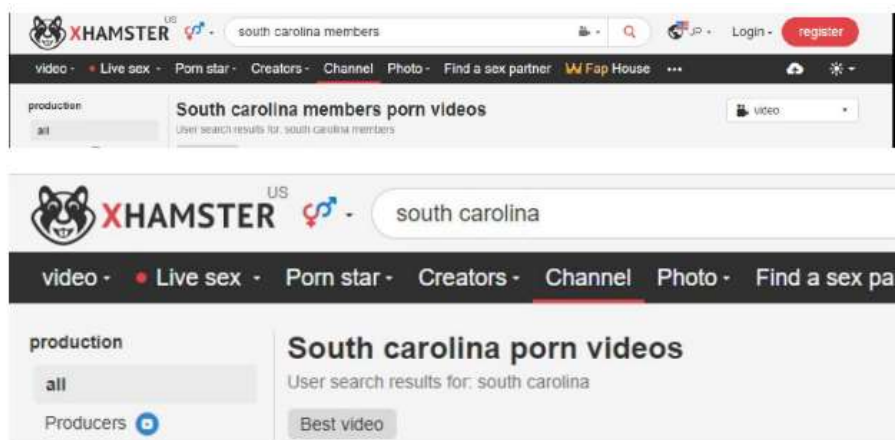 XHAMSTER US south carolina members JP Login register
video Live sex Porn star Creators Channel Photo Find a sex partner Fap House ...
production South carolina members porn videos video
all User search results for: south carolina members
XHAMSTER US south carolina
video Live sex Porn star Creators Channel Photo Find a sex pa
production
South carolina porn videos
all User search results for: south carolina
Producers Best video